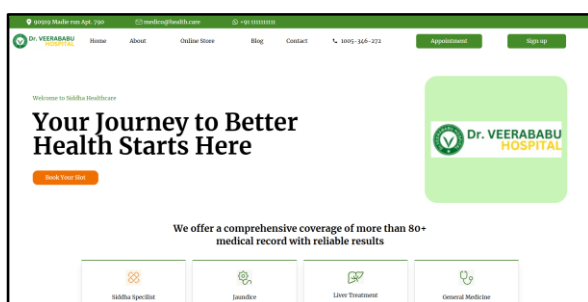 90919 Madie run Apt. 790 medico@health.care +91 1111111111
Dr. VEERABABU
HOSPITAL
Home About Online Store Blog Contact 1005-346-272 Appointment Sign up
Welcome to Siddha Healthcare
Your Journey to Better
Health Starts Here
Book Your Slot
Dr. VEERABABU
HOSPITAL
We offer a comprehensive coverage of more than 80+
medical record with reliable results
Siddha Specilist Jaundice Liver Treatment General Medicine